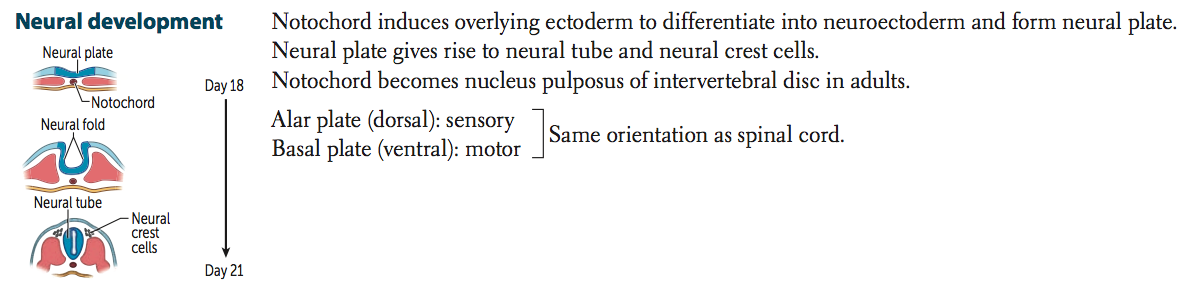 Neural development
Neural plate
Notochord
Neural fold
Neural tube
Neural
crest
cells
Day 18
Day 21
Notochord induces overlying ectoderm to differentiate into neuroectoderm and form neural plate.
Neural plate gives rise to neural tube and neural crest cells.
Notochord becomes nucleus pulposus of intervertebral disc in adults.
Alar plate (dorsal): sensory
Basal plate (ventral): motor
Same orientation as spinal cord.